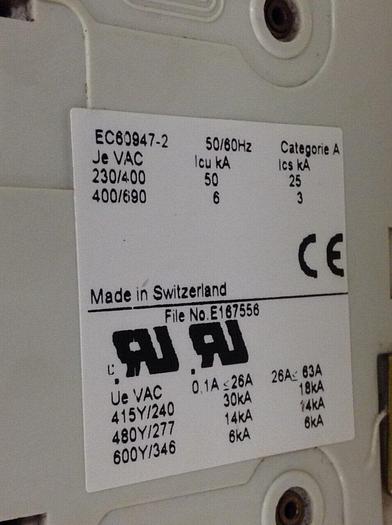 EC60947-2 50/60Hz Categorie A
Je VAC Icu kA Ics kA
230/400 50 25
400/690 6 3
CE
Made in Switzerland
File No.E167556
RU RU
Ue VAC 0.1A ≤26A 26A≤ 63A
415Y/240 30kA 18kA
480Y/277 14kA 14kA
600Y/346 6kA 6kA